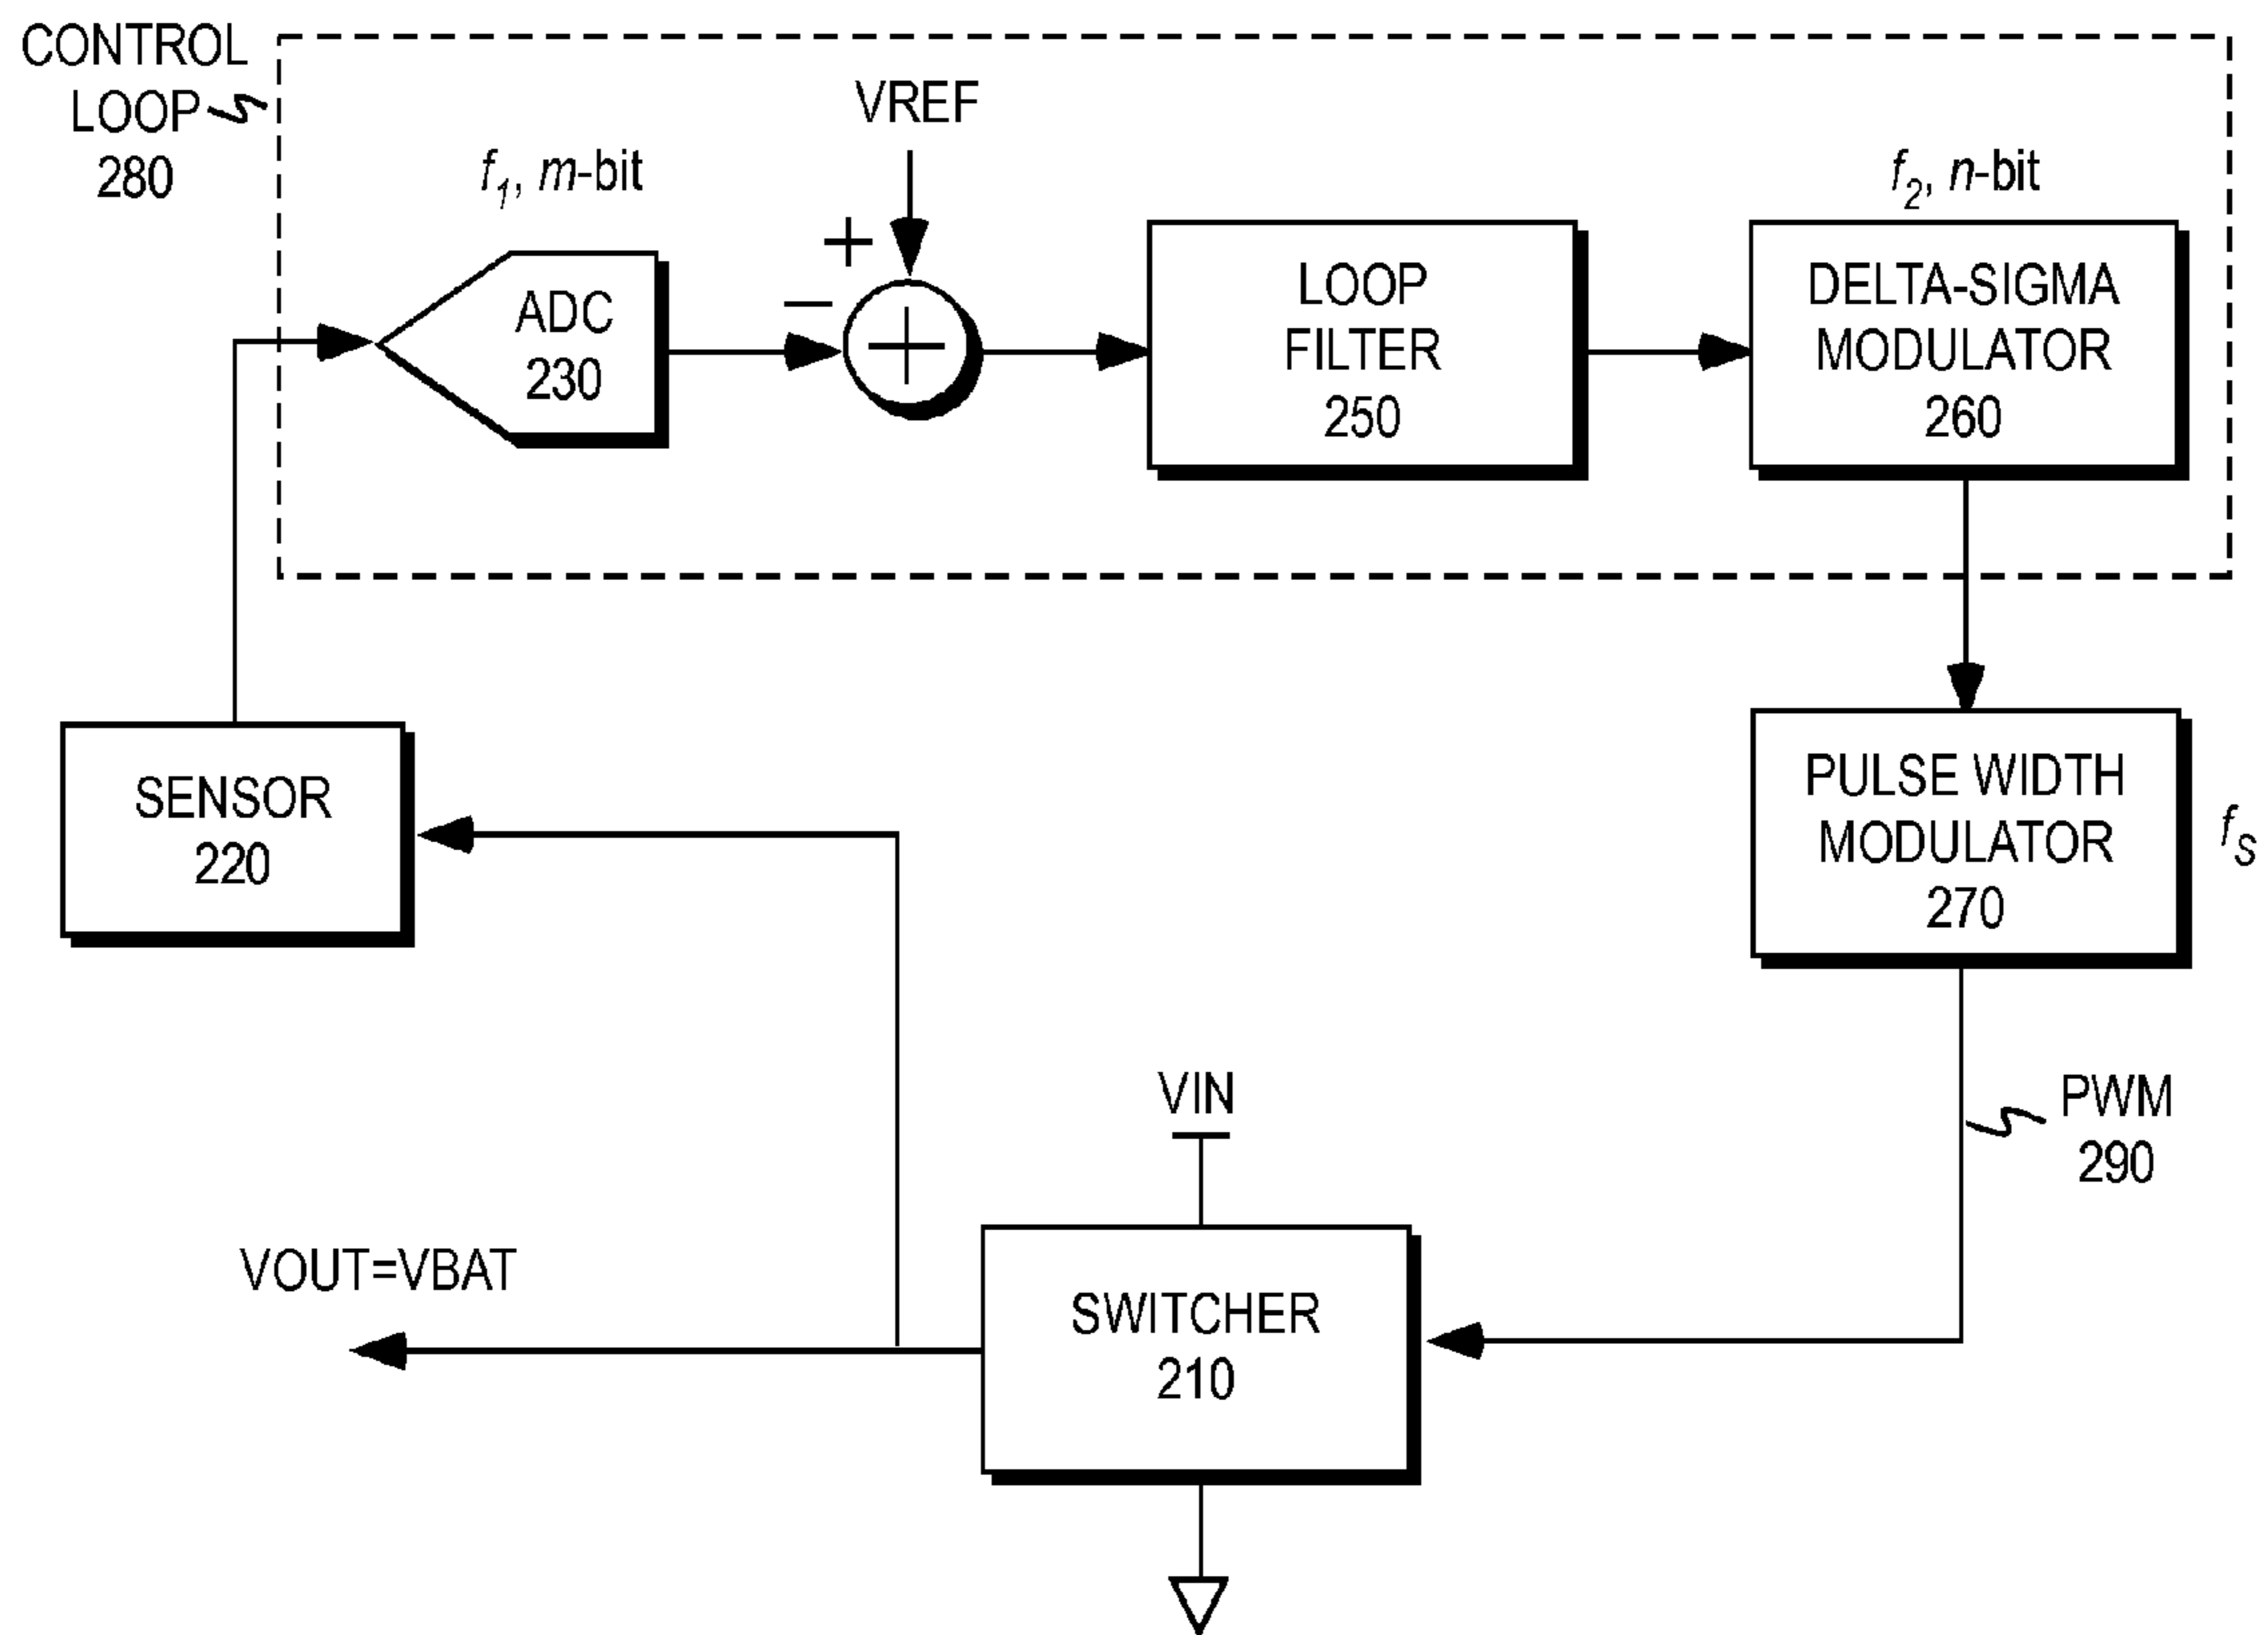 CONTROL
LOOP
280
f1, m-bit
VREF
f2, n-bit
+
−
ADC
230
+
LOOP
FILTER
250
DELTA-SIGMA
MODULATOR
260
SENSOR
220
PULSE WIDTH
MODULATOR
270
fS
VIN
PWM
290
VOUT=VBAT
SWITCHER
210